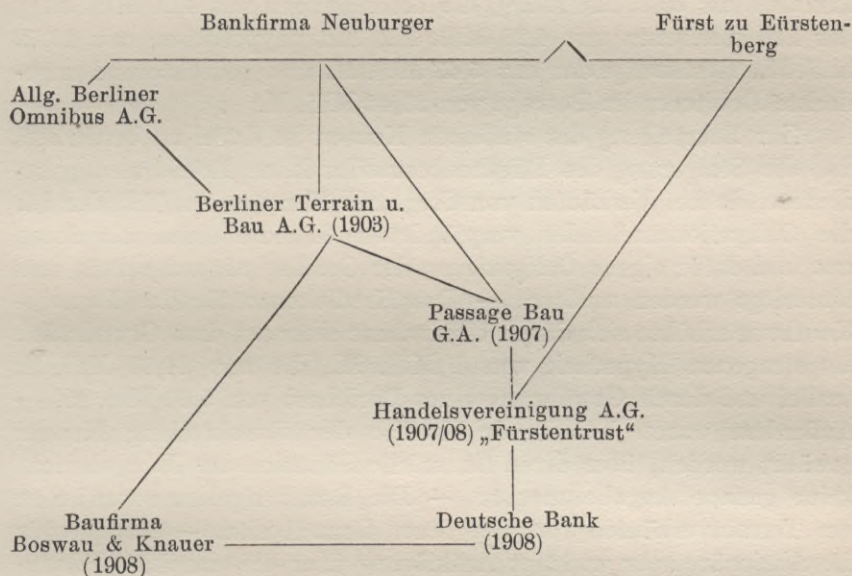 Bankfirma Neuburger
Fürst zu Eürsten-
berg
Allg. Berliner
Omnibus A.G.
Berliner Terrain u.
Bau A.G. (1903)
Passage Bau
G.A. (1907)
Handelsvereinigung A.G.
(1907/08) „Fürstentrust“
Baufirma
Boswau & Knauer
(1908)
Deutsche Bank
(1908)